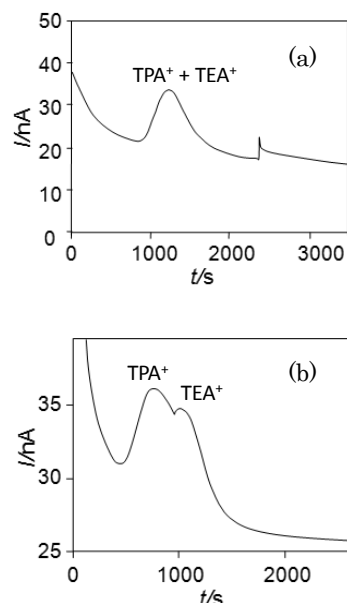 50
(a)
TPA⁺ + TEA⁺
40
30
I/nA
20
10
0
0 1000 2000 3000
t/s
(b)
TPA⁺
TEA⁺
35
I/nA
30
25
0 1000 2000
t/s